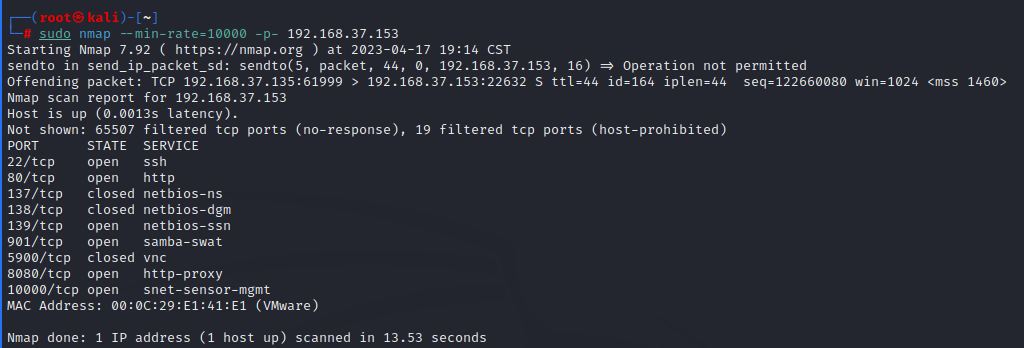 ┌──(root㉿kali)-[~]
└─# sudo nmap --min-rate=10000 -p- 192.168.37.153
Starting Nmap 7.92 ( https://nmap.org ) at 2023-04-17 19:14 CST
sendto in send_ip_packet_sd: sendto(5, packet, 44, 0, 192.168.37.153, 16) => Operation not permitted
Offending packet: TCP 192.168.37.135:61999 > 192.168.37.153:22632 S ttl=44 id=164 iplen=44  seq=122660080 win=1024 <mss 1460>
Nmap scan report for 192.168.37.153
Host is up (0.0013s latency).
Not shown: 65507 filtered tcp ports (no-response), 19 filtered tcp ports (host-prohibited)
PORT      STATE  SERVICE
22/tcp    open   ssh
80/tcp    open   http
137/tcp   closed netbios-ns
138/tcp   closed netbios-dgm
139/tcp   open   netbios-ssn
901/tcp   open   samba-swat
5900/tcp  closed vnc
8080/tcp  open   http-proxy
10000/tcp open   snet-sensor-mgmt
MAC Address: 00:0C:29:E1:41:E1 (VMware)

Nmap done: 1 IP address (1 host up) scanned in 13.53 seconds